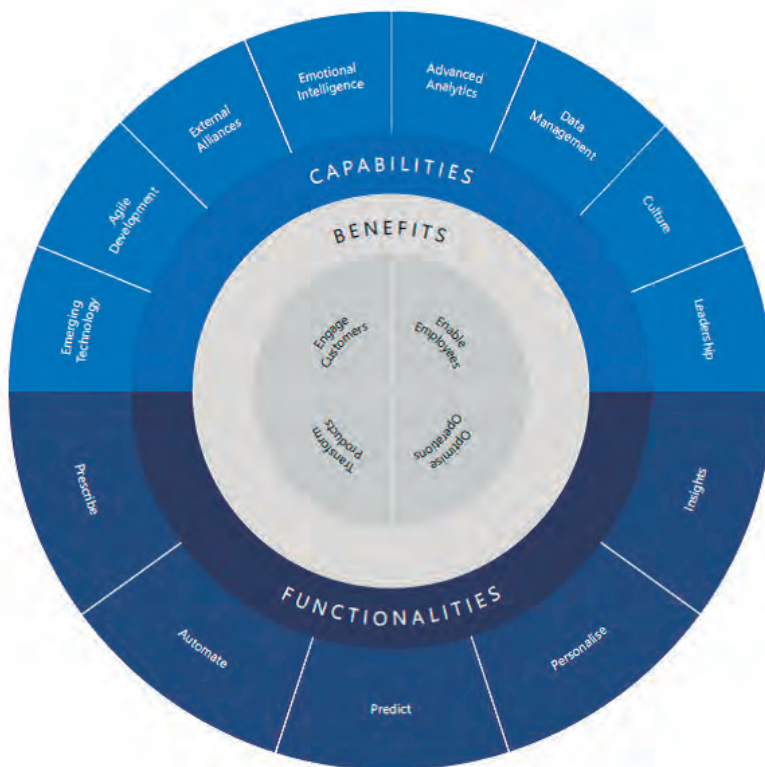 Emerging
Technology
Agile
Development
External
Alliances
Emotional
Intelligence
Advanced
Analytics
Data
Management
Culture
Leadership
CAPABILITIES
BENEFITS
Engage
Customers
Enable
Employees
Transform
Products
Optimise
Operations
FUNCTIONALITIES
Prescribe
Automate
Predict
Personalise
Insights